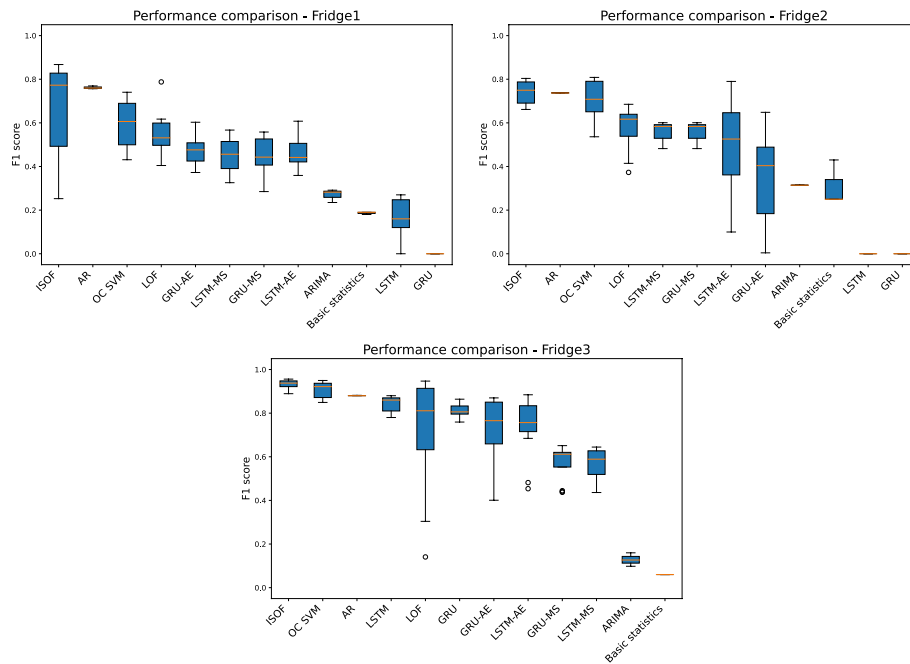 Performance comparison - Fridge1
F1 score
1.0
0.8
0.6
0.4
0.2
0.0
ISOF
AR
OC SVM
LOF
GRU-AE
LSTM-MS
GRU-MS
LSTM-AE
ARIMA
Basic statistics
LSTM
GRU
Performance comparison - Fridge2
F1 score
1.0
0.8
0.6
0.4
0.2
0.0
ISOF
AR
OC SVM
LOF
LSTM-MS
GRU-MS
LSTM-AE
GRU-AE
ARIMA
Basic statistics
LSTM
GRU
Performance comparison - Fridge3
F1 score
1.0
0.8
0.6
0.4
0.2
0.0
ISOF
OC SVM
AR
LSTM
LOF
GRU
GRU-AE
LSTM-AE
GRU-MS
LSTM-MS
ARIMA
Basic statistics